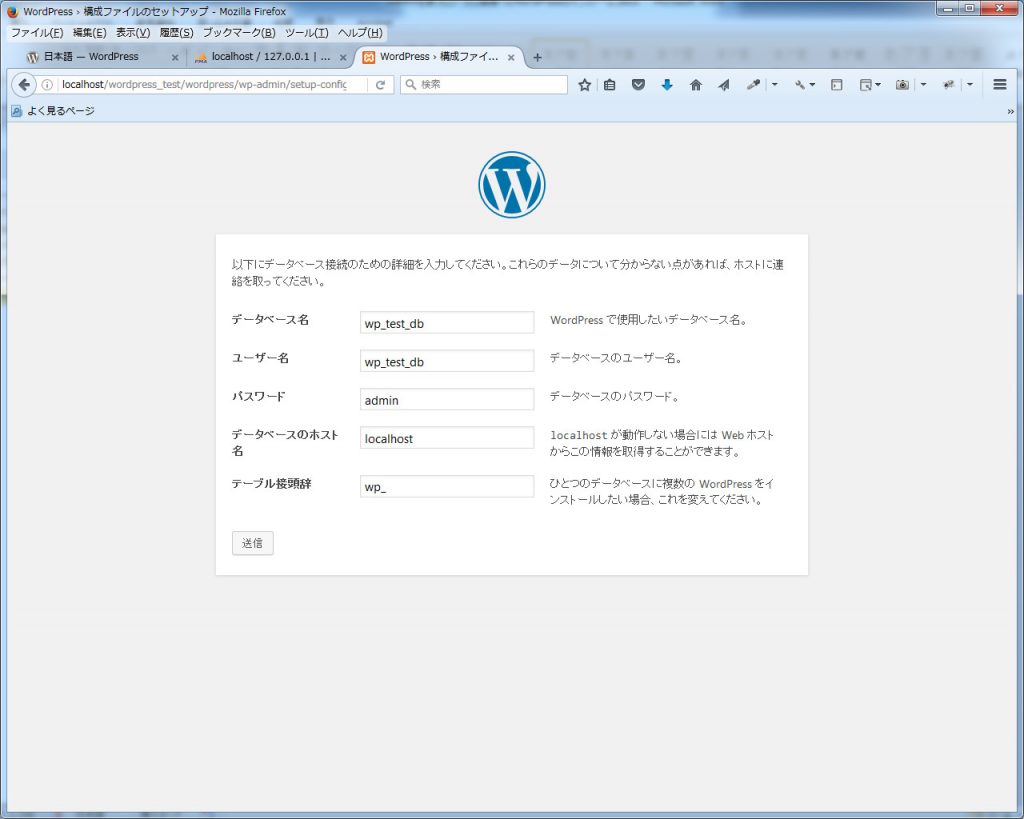 WordPress › 構成ファイルのセットアップ - Mozilla Firefox
ファイル(F) 編集(E) 表示(V) 履歴(S) ブックマーク(B) ツール(T) ヘルプ(H)
日本語 — WordPress
localhost / 127.0.0.1 | ...
WordPress › 構成ファイ...
localhost/wordpress_test/wordpress/wp-admin/setup-config
検索
よく見るページ
以下にデータベース接続のための詳細を入力してください。これらのデータについて分からない点があれば、ホストに連
絡を取ってください。
データベース名 wp_test_db WordPress で使用したいデータベース名。
ユーザー名 wp_test_db データベースのユーザー名。
パスワード admin データベースのパスワード。
データベースのホスト
名
localhost
localhost が動作しない場合には Web ホスト
からこの情報を取得することができます。
テーブル接頭辞 wp_
ひとつのデータベースに複数の WordPress をイ
ンストールしたい場合、これを変えてください。
送信